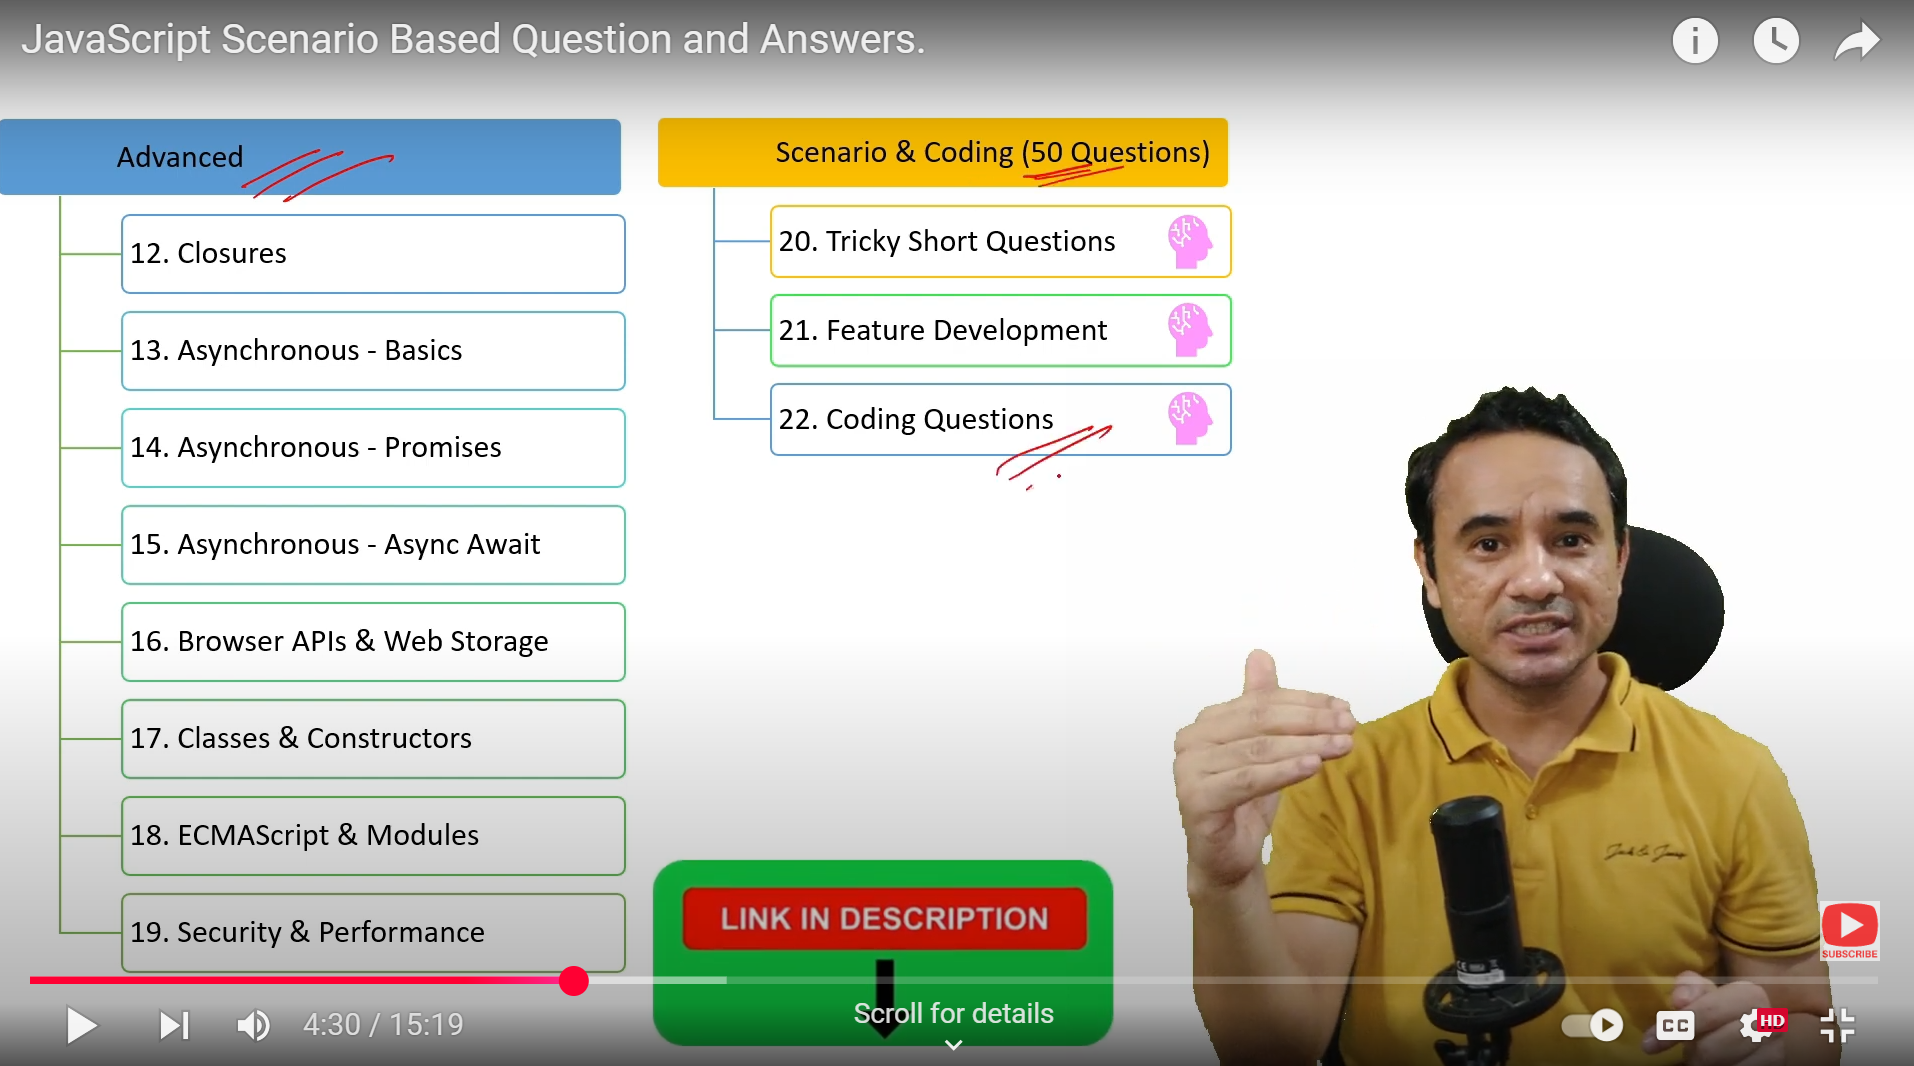 JavaScript Scenario Based Question and Answers.
Advanced
12. Closures
13. Asynchronous - Basics
14. Asynchronous - Promises
15. Asynchronous - Async Await
16. Browser APIs & Web Storage
17. Classes & Constructors
18. ECMAScript & Modules
19. Security & Performance
Scenario & Coding (50 Questions)
20. Tricky Short Questions
21. Feature Development
22. Coding Questions
LINK IN DESCRIPTION
SUBSCRIBE
4:30 / 15:19
Scroll for details
CC
HD